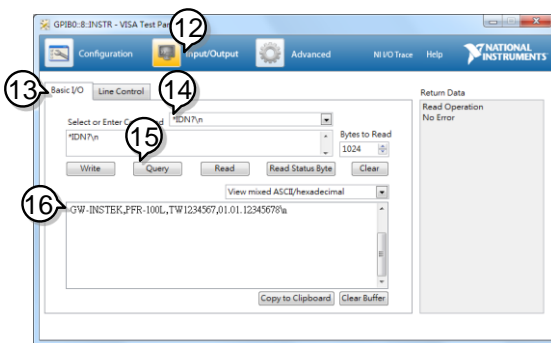 GPIB0::8::INSTR - VISA Test Pa
12
Configuration
Input/Output
Advanced
NI I/O Trace
Help
NATIONAL
INSTRUMENTS
13
Basic I/O
Line Control
14
Return Data
Read Operation
No Error
Select or Enter Co
*IDN?\n
15
*IDN?\n
Bytes to Read
1024
Write
Query
Read
Read Status Byte
Clear
View mixed ASCII/hexadecimal
16
GW-INSTEK,PFR-100L,TW1234567,01.01.12345678\n
Copy to Clipboard
Clear Buffer